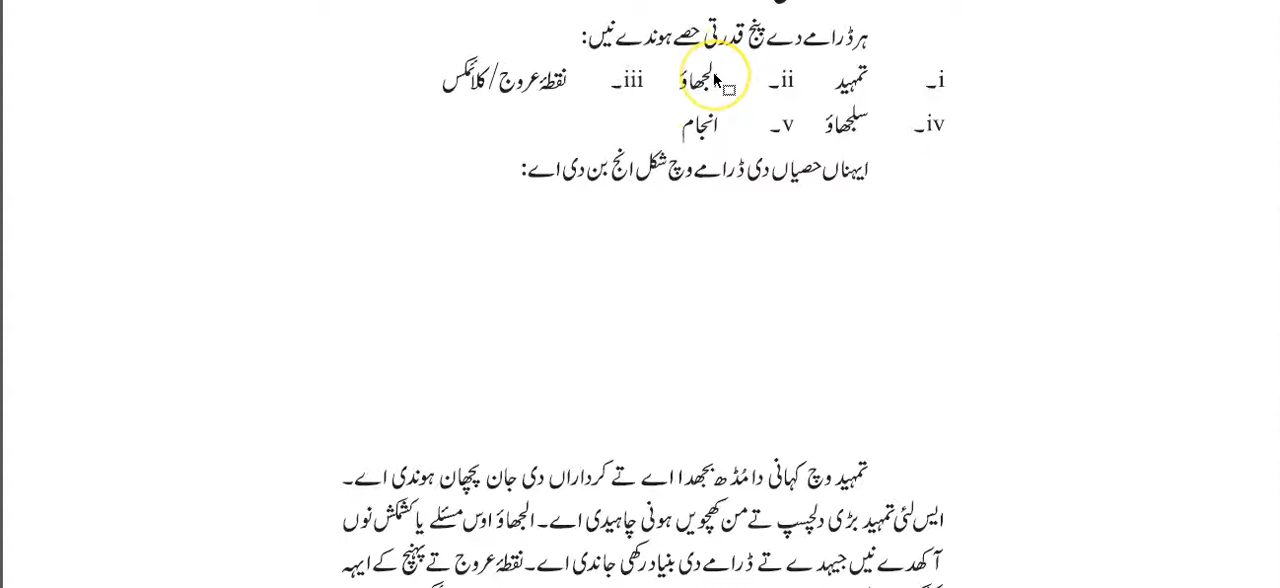 ہر ڈرامے دے پنج قدرتی حصے ہوندے نیں:
i۔ تمہید ii۔ الجھاؤ iii۔ نقطۂ عروج/کلائمکس
iv۔ سلجھاؤ v۔ انجام
ایہناں حصیاں دی ڈرامے وچ شکل انج بن دی اے:
تمہید وچ کہانی دا مُڈھ بجھدا اے تے کرداراں دی جان پچھان ہوندی اے۔
ایس لئی تمہید بڑی دلچسپ تے من کھچویں ہونی چاہیدی اے۔ الجھاؤ اوس مسئلے یا کشمکش نوں
آکھدے نیں جیہدے تے ڈرامے دی بنیاد رکھی جاندی اے۔ نقطۂ عروج تے پہنچ کے ایہہ